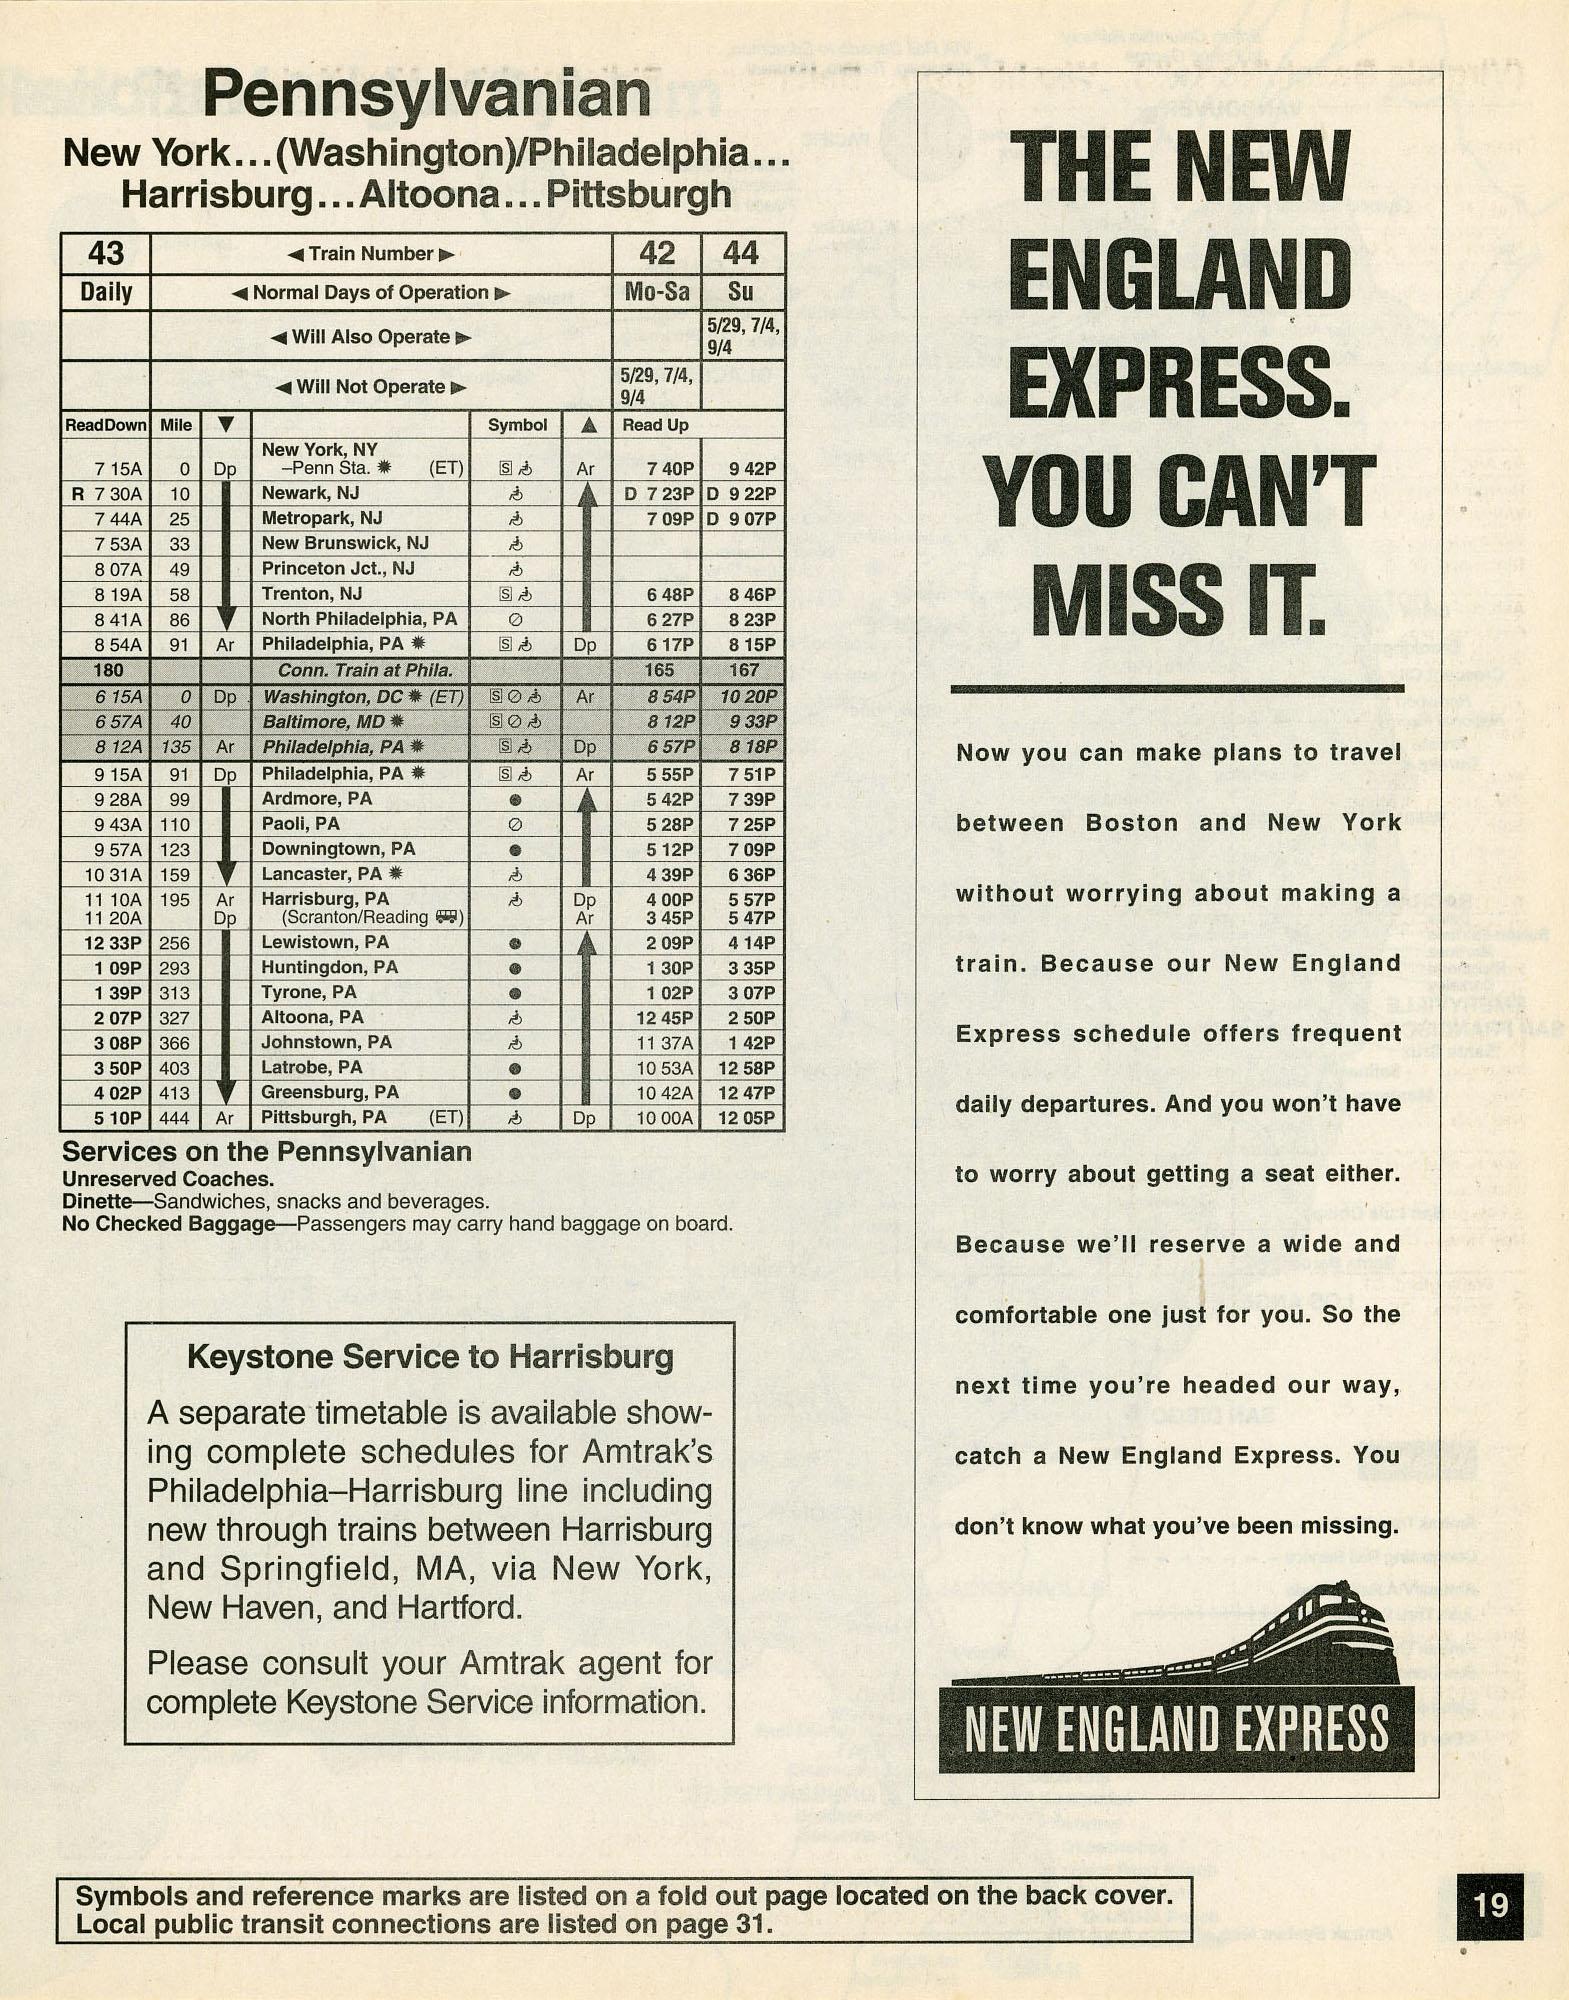 Pennsylvanian
New York...(Washington)/Philadelphia...
Harrisburg...Altoona...Pittsburgh
43 ◄ Train Number ► 42 44
Daily ◄ Normal Days of Operation ► Mo-Sa Su
◄ Will Also Operate ► 5/29, 7/4,
9/4
◄ Will Not Operate ► 5/29, 7/4,
9/4
Read Down Mile ▼ Symbol ▲ Read Up
New York, NY
7 15A 0 Dp –Penn Sta. ✹ (ET) S Ar 7 40P 9 42P
R 7 30A 10 Newark, NJ D 7 23P D 9 22P
7 44A 25 Metropark, NJ 7 09P D 9 07P
7 53A 33 New Brunswick, NJ
8 07A 49 Princeton Jct., NJ
8 19A 58 Trenton, NJ S 6 48P 8 46P
8 41A 86 North Philadelphia, PA ⊘ 6 27P 8 23P
8 54A 91 Ar Philadelphia, PA ✹ S Dp 6 17P 8 15P
180 Conn. Train at Phila. 165 167
6 15A 0 Dp Washington, DC ✹ (ET) S ⊘ Ar 8 54P 10 20P
6 57A 40 Baltimore, MD ✹ S ⊘ 8 12P 9 33P
8 12A 135 Ar Philadelphia, PA ✹ S Dp 6 57P 8 18P
9 15A 91 Dp Philadelphia, PA ✹ S Ar 5 55P 7 51P
9 28A 99 Ardmore, PA ● 5 42P 7 39P
9 43A 110 Paoli, PA ⊘ 5 28P 7 25P
9 57A 123 Downingtown, PA ● 5 12P 7 09P
10 31A 159 Lancaster, PA ✹ 4 39P 6 36P
11 10A 195 Ar Harrisburg, PA Dp 4 00P 5 57P
11 20A Dp (Scranton/Reading ) Ar 3 45P 5 47P
12 33P 256 Lewistown, PA ● 2 09P 4 14P
1 09P 293 Huntingdon, PA ● 1 30P 3 35P
1 39P 313 Tyrone, PA ● 1 02P 3 07P
2 07P 327 Altoona, PA 12 45P 2 50P
3 08P 366 Johnstown, PA 11 37A 1 42P
3 50P 403 Latrobe, PA ● 10 53A 12 58P
4 02P 413 Greensburg, PA ● 10 42A 12 47P
5 10P 444 Ar Pittsburgh, PA (ET) Dp 10 00A 12 05P
Services on the Pennsylvanian
Unreserved Coaches.
Dinette—Sandwiches, snacks and beverages.
No Checked Baggage—Passengers may carry hand baggage on board.
Keystone Service to Harrisburg
A separate timetable is available show-
ing complete schedules for Amtrak's
Philadelphia–Harrisburg line including
new through trains between Harrisburg
and Springfield, MA, via New York,
New Haven, and Hartford.
Please consult your Amtrak agent for
complete Keystone Service information.
THE NEW
ENGLAND
EXPRESS.
YOU CAN'T
MISS IT.
Now you can make plans to travel
between Boston and New York
without worrying about making a
train. Because our New England
Express schedule offers frequent
daily departures. And you won't have
to worry about getting a seat either.
Because we'll reserve a wide and
comfortable one just for you. So the
next time you're headed our way,
catch a New England Express. You
don't know what you've been missing.
NEW ENGLAND EXPRESS
Symbols and reference marks are listed on a fold out page located on the back cover.
Local public transit connections are listed on page 31.
19